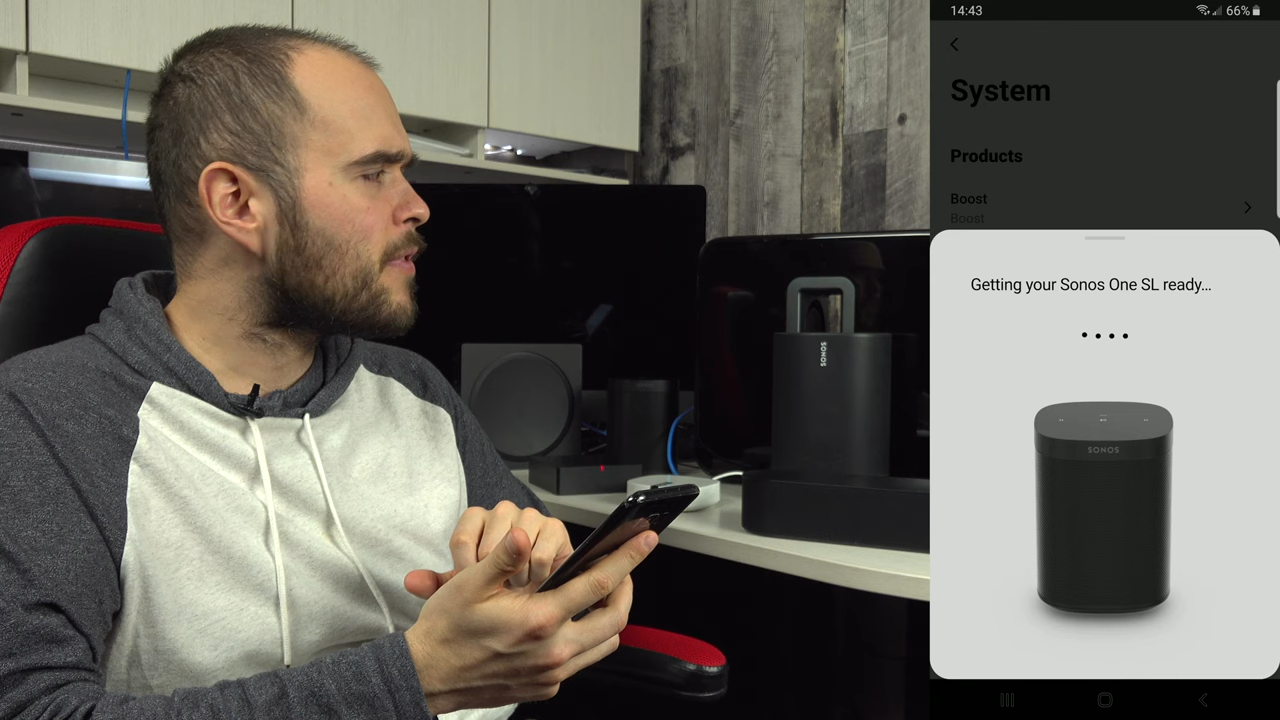 14:43
66%
System
Products
Boost
Boost
SONOS
Getting your Sonos One SL ready...
SONOS